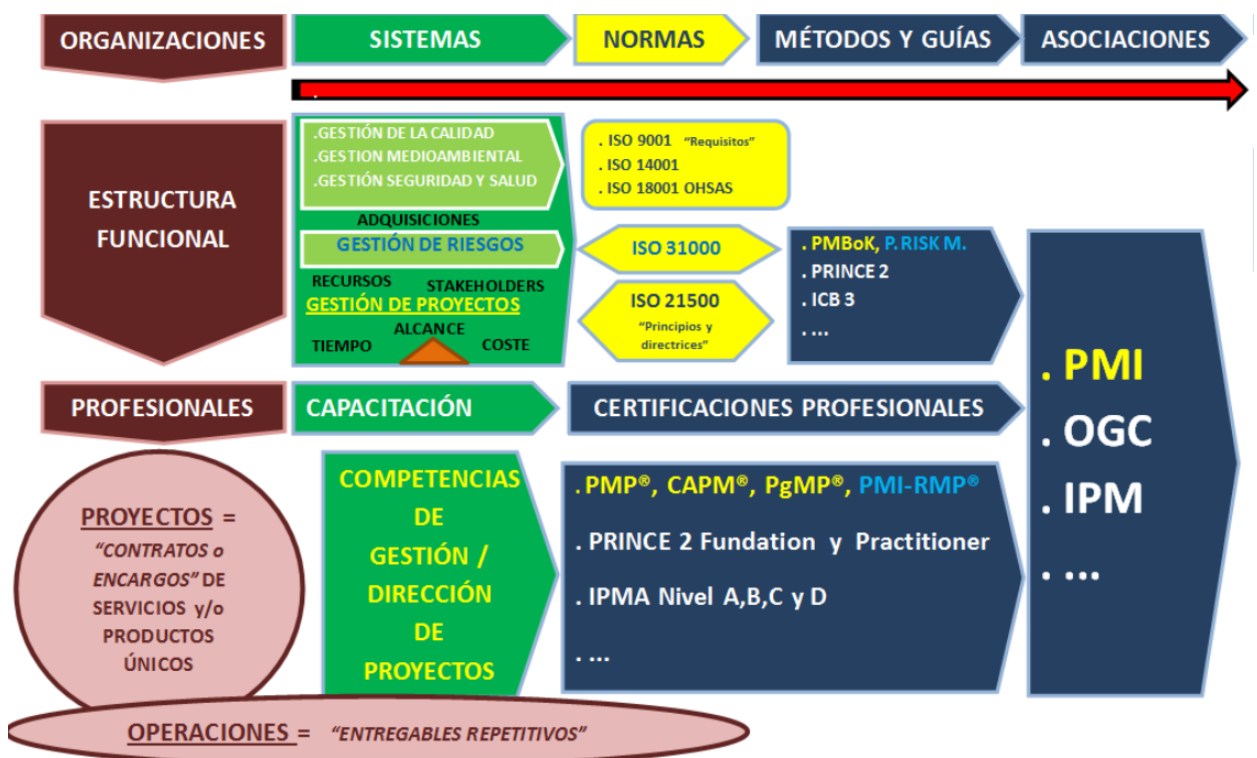 ORGANIZACIONES
SISTEMAS
NORMAS
MÉTODOS Y GUÍAS
ASOCIACIONES
.
ESTRUCTURA
FUNCIONAL
.GESTIÓN DE LA CALIDAD
.GESTION MEDIOAMBIENTAL
.GESTIÓN SEGURIDAD Y SALUD
ADQUISICIONES
GESTIÓN DE RIESGOS
RECURSOS
STAKEHOLDERS
GESTIÓN DE PROYECTOS
ALCANCE
TIEMPO
COSTE
. ISO 9001 "Requisitos"
. ISO 14001
. ISO 18001 OHSAS
ISO 31000
ISO 21500
"Principios y
directrices"
. PMBoK, P. RISK M.
. PRINCE 2
. ICB 3
. ...
. PMI
. OGC
. IPM
. ...
PROFESIONALES
CAPACITACIÓN
CERTIFICACIONES PROFESIONALES
PROYECTOS =
"CONTRATOS o
ENCARGOS" DE
SERVICIOS y/o
PRODUCTOS
ÚNICOS
COMPETENCIAS
DE
GESTIÓN /
DIRECCIÓN
DE
PROYECTOS
. PMP®, CAPM®, PgMP®, PMI-RMP®
. PRINCE 2 Fundation y Practitioner
. IPMA Nivel A,B,C y D
. ...
OPERACIONES = "ENTREGABLES REPETITIVOS"